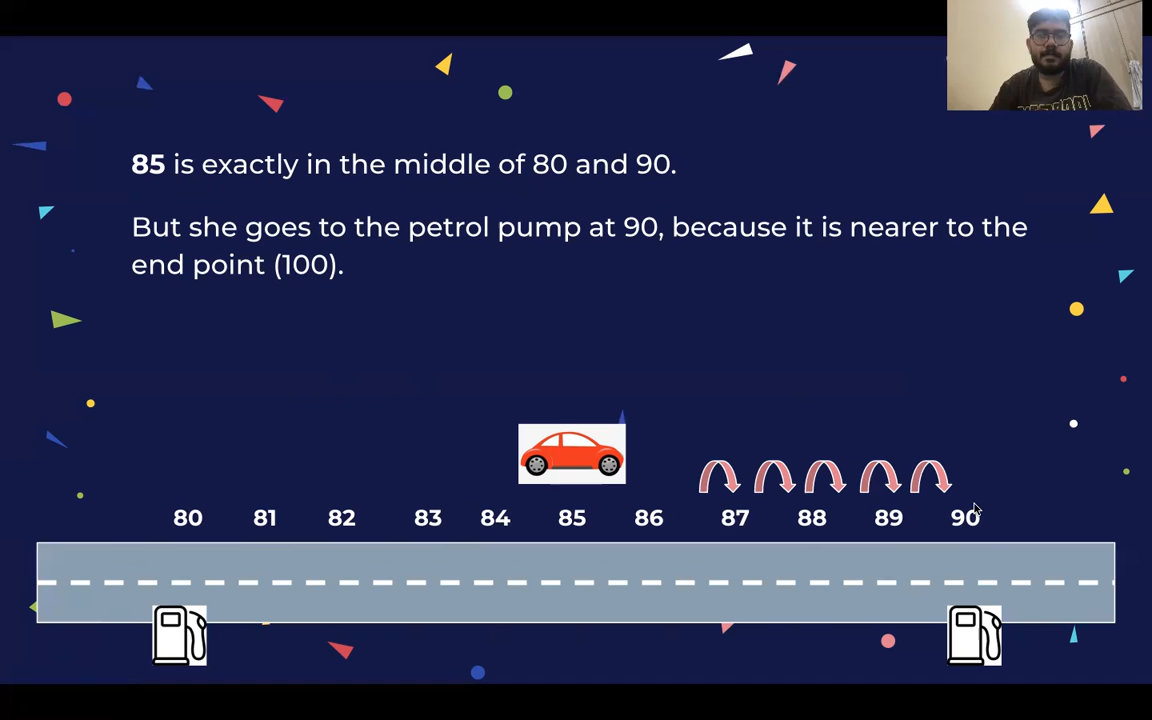 85 is exactly in the middle of 80 and 90.
But she goes to the petrol pump at 90, because it is nearer to the
end point (100).
80 81 82 83 84 85 86 87 88 89 90